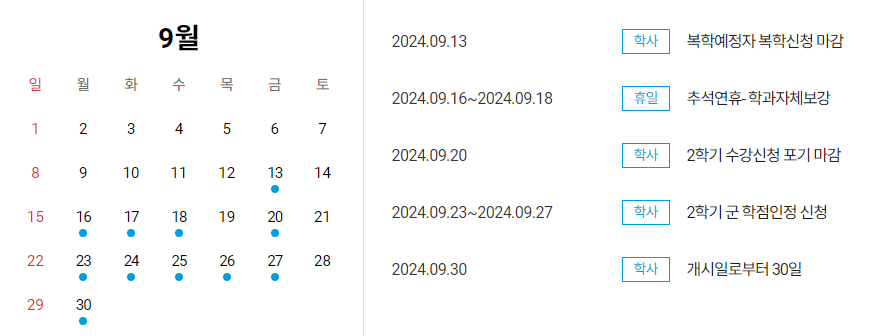 9월
일 월 화 수 목 금 토
1 2 3 4 5 6 7
8 9 10 11 12 13 14
15 16 17 18 19 20 21
22 23 24 25 26 27 28
29 30
2024.09.13 학사 복학예정자 복학신청 마감
2024.09.16~2024.09.18 휴일 추석연휴- 학과자체보강
2024.09.20 학사 2학기 수강신청 포기 마감
2024.09.23~2024.09.27 학사 2학기 군 학점인정 신청
2024.09.30 학사 개시일로부터 30일